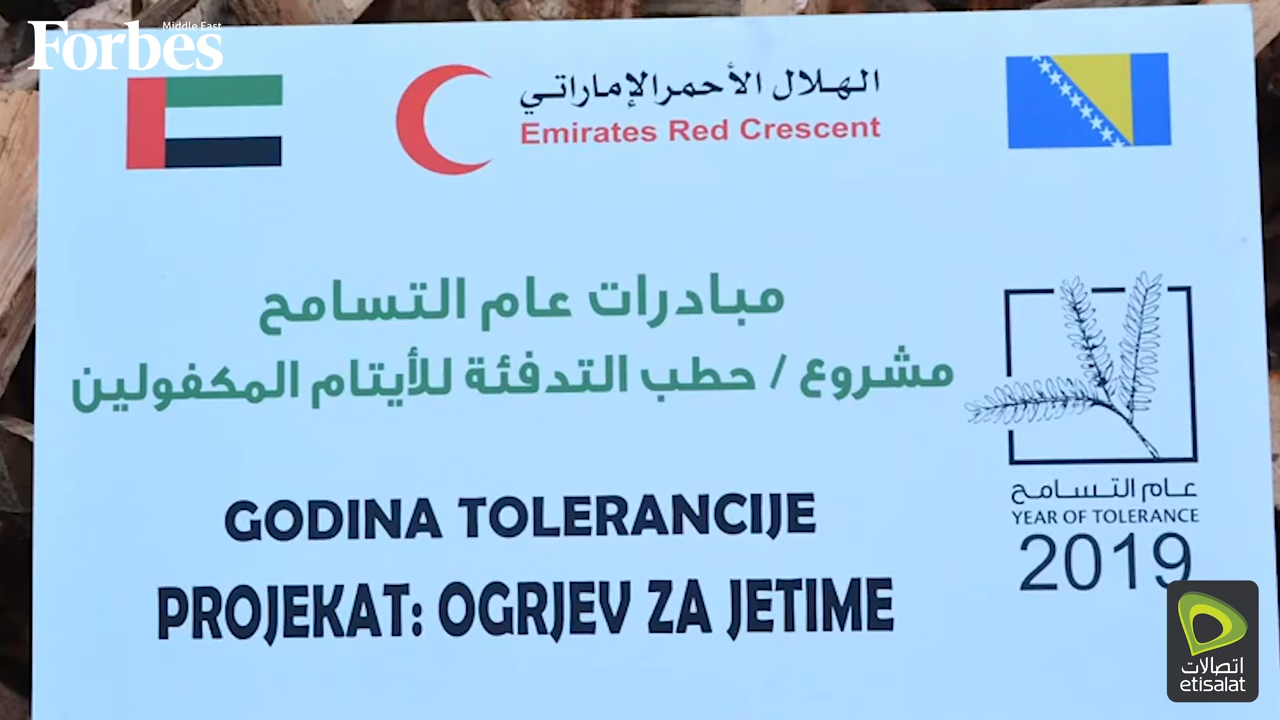 Forbes
Middle East
الهلال الأحمر الإماراتي
Emirates Red Crescent
مبادرات عام التسامح
مشروع / حطب التدفئة للأيتام المكفولين
GODINA TOLERANCIJE
PROJEKAT: OGRJEV ZA JETIME
عام التسامح
YEAR OF TOLERANCE
2019
اتصالات
etisalat